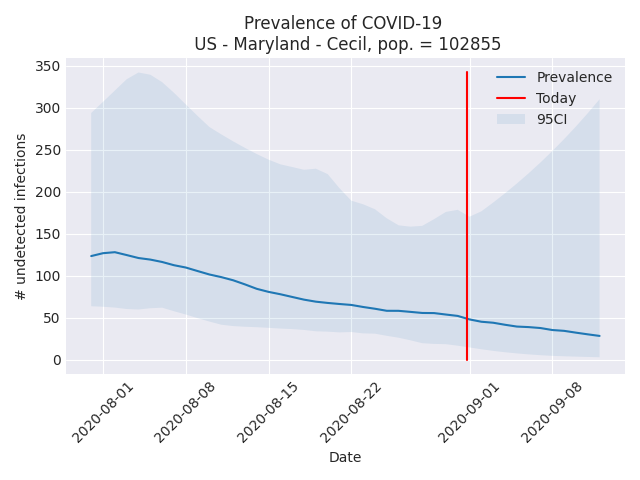 Prevalence of COVID-19
US - Maryland - Cecil, pop. = 102855
350
300
250
200
150
100
50
0
# undetected infections
Prevalence
Today
95CI
2020-08-01
2020-08-08
2020-08-15
2020-08-22
2020-09-01
2020-09-08
Date